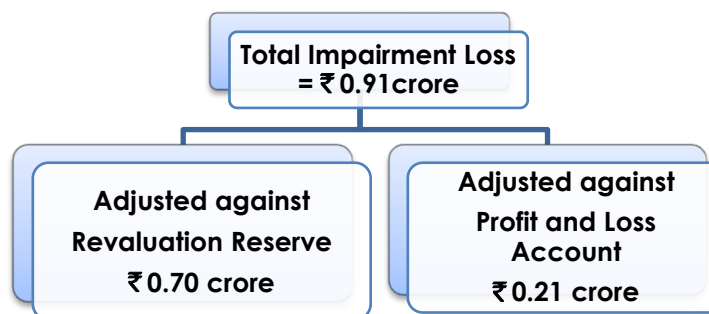 Total Impairment Loss
= ₹ 0.91crore
Adjusted against
Revaluation Reserve
₹ 0.70 crore
Adjusted against
Profit and Loss
Account
₹ 0.21 crore